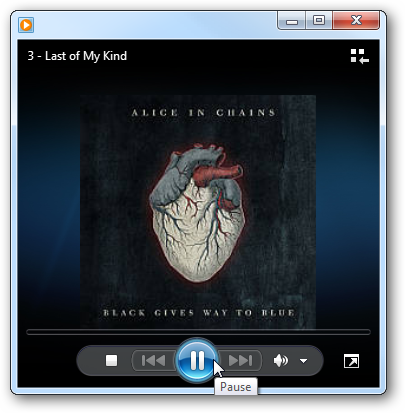 3 - Last of My Kind
ALICE IN CHAINS
BLACK GIVES WAY TO BLUE
Pause